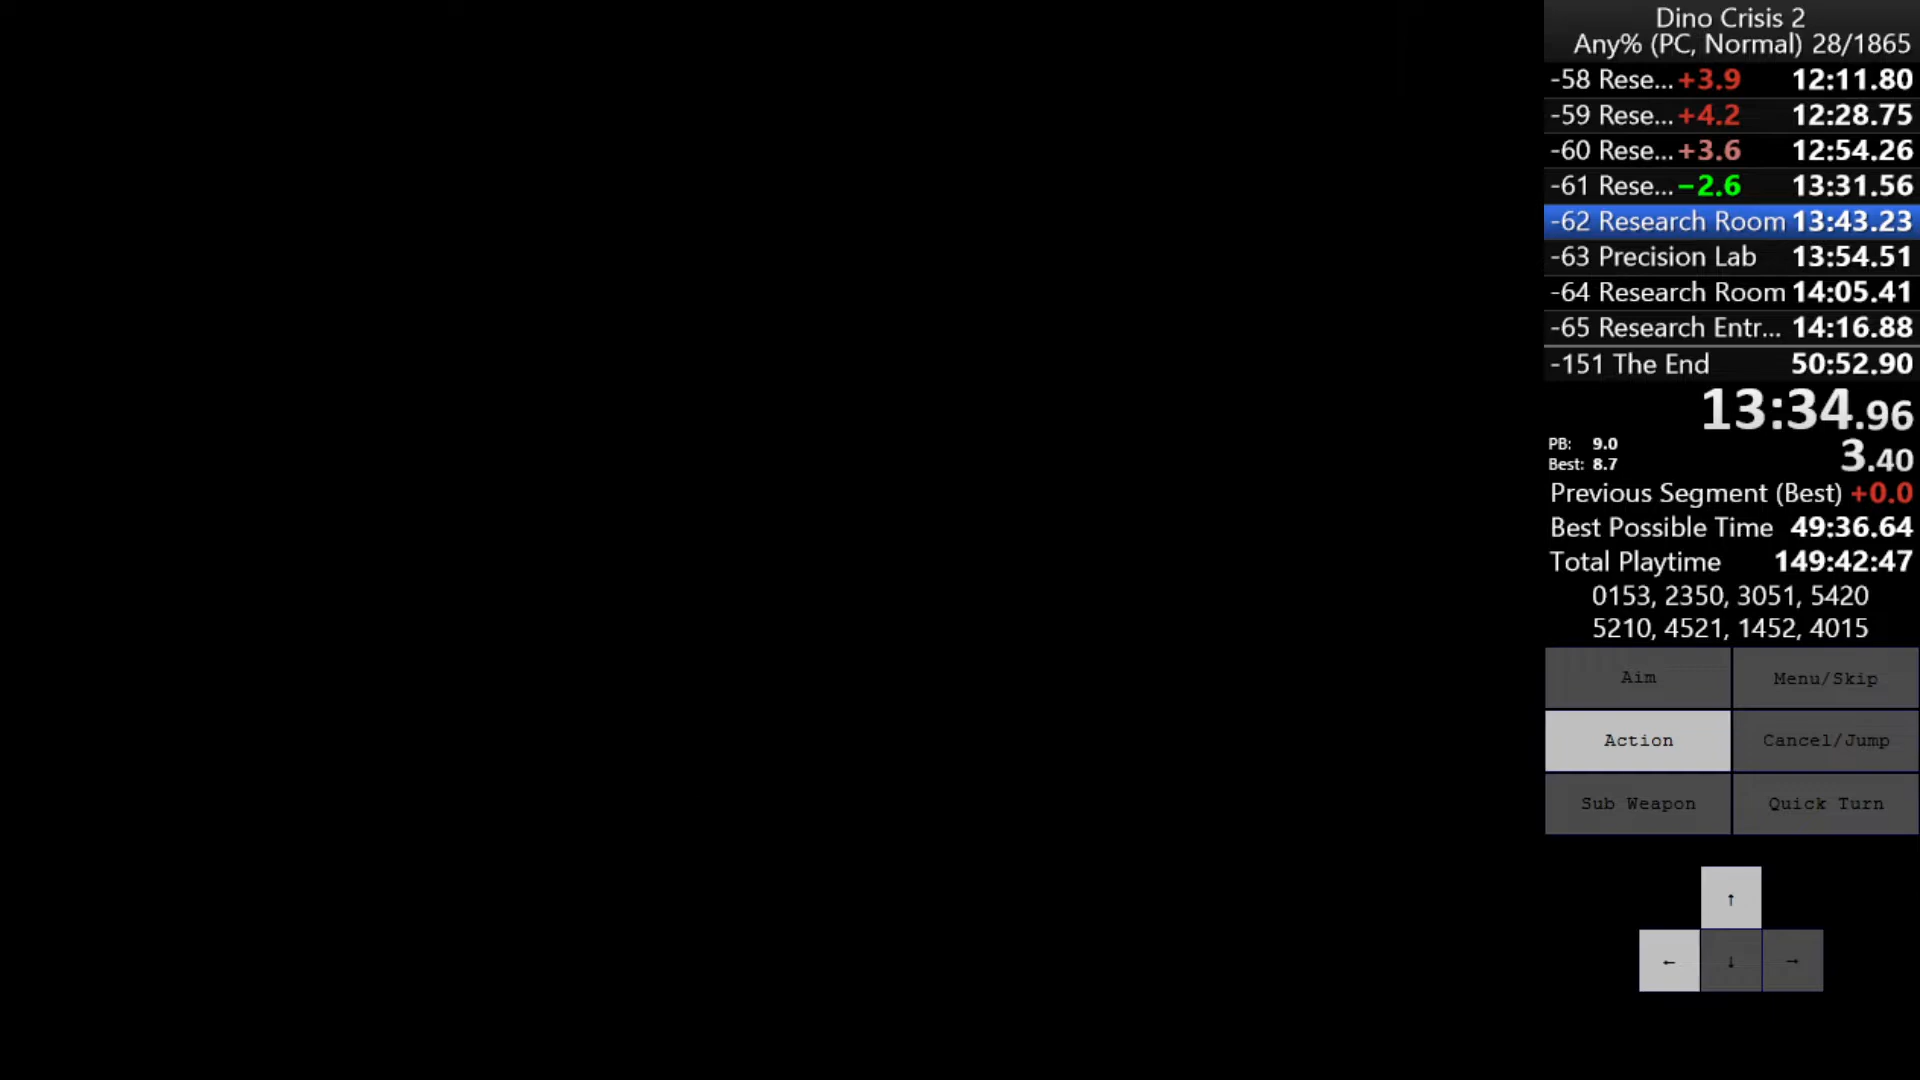 Dino Crisis 2
Any% (PC, Normal) 28/1865
-58 Rese... +3.9 12:11.80
-59 Rese... +4.2 12:28.75
-60 Rese... +3.6 12:54.26
-61 Rese... −2.6 13:31.56
-62 Research Room 13:43.23
-63 Precision Lab 13:54.51
-64 Research Room 14:05.41
-65 Research Entr... 14:16.88
-151 The End 50:52.90
13:34.96
PB: 9.0
Best: 8.7
3.40
Previous Segment (Best) +0.0
Best Possible Time 49:36.64
Total Playtime 149:42:47
0153, 2350, 3051, 5420
5210, 4521, 1452, 4015
Aim Menu/Skip
Action Cancel/Jump
Sub Weapon Quick Turn
↑
← ↓ →